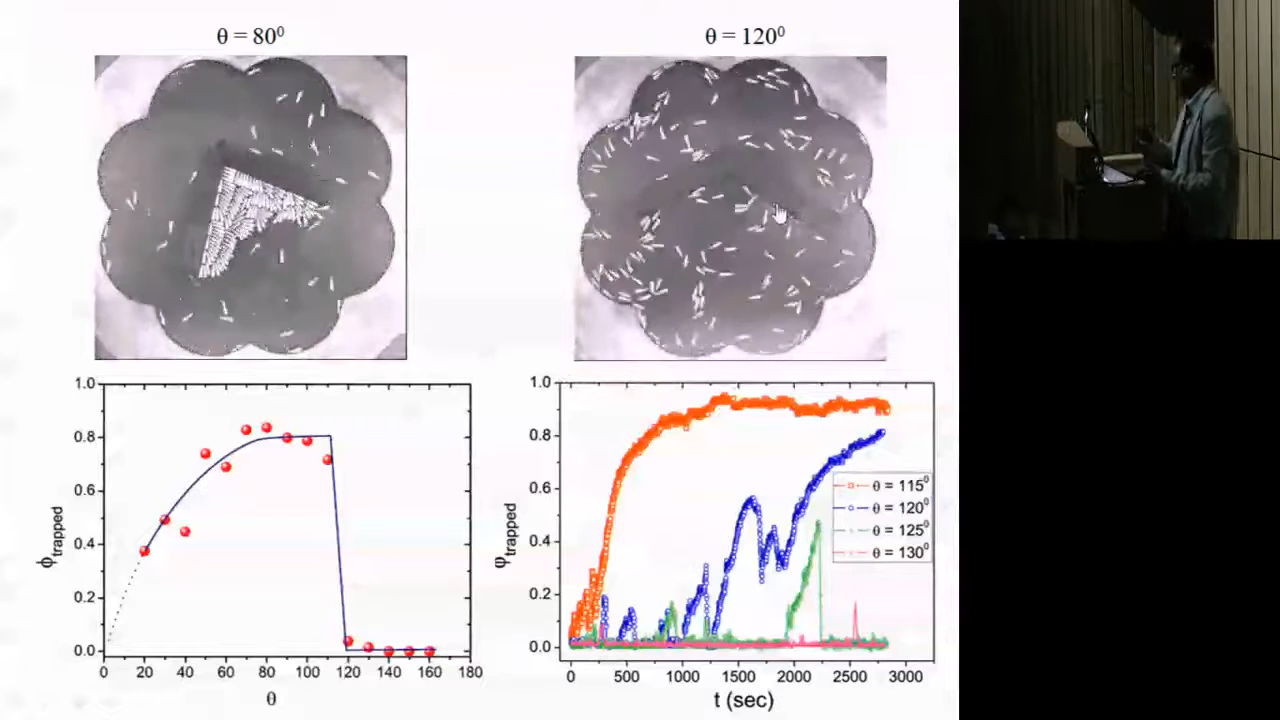 θ = 80⁰
θ = 120⁰
1.0
0.8
0.6
0.4
0.2
0.0
ϕtrapped
0 20 40 60 80 100 120 140 160 180
θ
1.0
0.8
0.6
0.4
0.2
0.0
φtrapped
θ = 115⁰
θ = 120⁰
θ = 125⁰
θ = 130⁰
0 500 1000 1500 2000 2500 3000
t (sec)